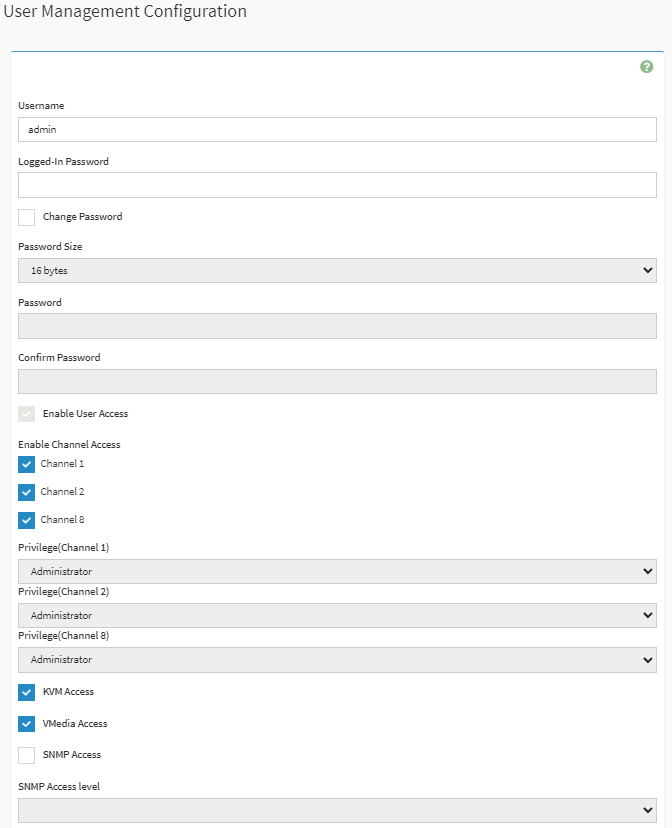 User Management Configuration
?
Username
admin
Logged-In Password
Change Password
Password Size
16 bytes
Password
Confirm Password
Enable User Access
Enable Channel Access
Channel 1
Channel 2
Channel 8
Privilege(Channel 1)
Administrator
Privilege(Channel 2)
Administrator
Privilege(Channel 8)
Administrator
KVM Access
VMedia Access
SNMP Access
SNMP Access level